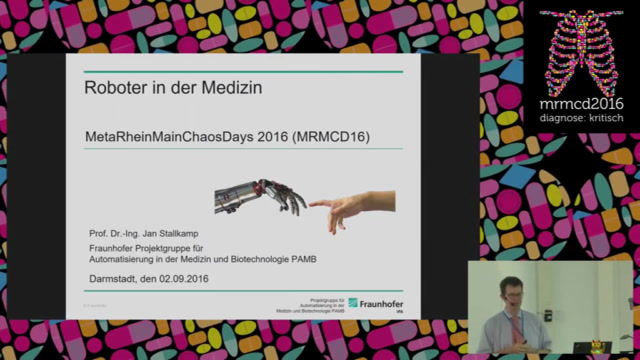 Roboter in der Medizin
MetaRheinMainChaosDays 2016 (MRMCD16)
Prof. Dr.-Ing. Jan Stallkamp
Fraunhofer Projektgruppe für
Automatisierung in der Medizin und Biotechnologie PAMB
Darmstadt, den 02.09.2016
© Fraunhofer
Projektgruppe für
Automatisierung in der
Medizin und Biotechnologie PAMB
Fraunhofer
IPA
mrmcd2016
diagnose: kritisch